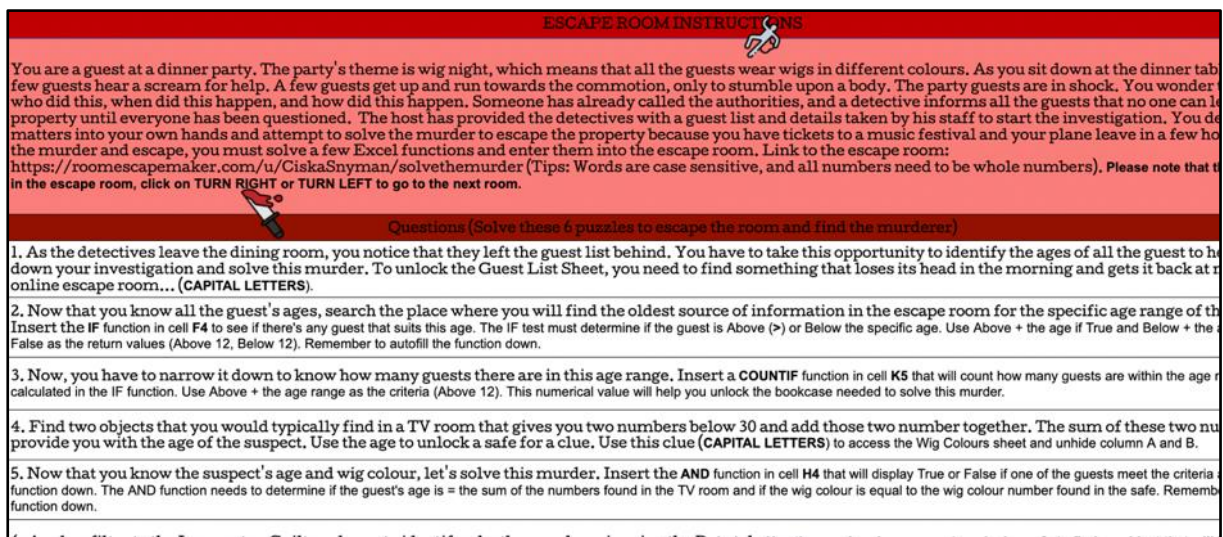 ESCAPE ROOM INSTRUCTIONS
You are a guest at a dinner party. The party's theme is wig night, which means that all the guests wear wigs in different colours. As you sit down at the dinner tab
few guests hear a scream for help. A few guests get up and run towards the commotion, only to stumble upon a body. The party guests are in shock. You wonder
who did this, when did this happen, and how did this happen. Someone has already called the authorities, and a detective informs all the guests that no one can l
property until everyone has been questioned. The host has provided the detectives with a guest list and details taken by his staff to start the investigation. You de
matters into your own hands and attempt to solve the murder to escape the property because you have tickets to a music festival and your plane leave in a few ho
the murder and escape, you must solve a few Excel functions and enter them into the escape room. Link to the escape room:
https://roomescapemaker.com/u/CiskaSnyman/solvethemurder (Tips: Words are case sensitive, and all numbers need to be whole numbers). Please note that t
in the escape room, click on TURN RIGHT or TURN LEFT to go to the next room.
Questions (Solve these 6 puzzles to escape the room and find the murderer)
1. As the detectives leave the dining room, you notice that they left the guest list behind. You have to take this opportunity to identify the ages of all the guest to he
down your investigation and solve this murder. To unlock the Guest List Sheet, you need to find something that loses its head in the morning and gets it back at
online escape room... (CAPITAL LETTERS).
2. Now that you know all the guest's ages, search the place where you will find the oldest source of information in the escape room for the specific age range of th
Insert the IF function in cell F4 to see if there's any guest that suits this age. The IF test must determine if the guest is Above (>) or Below the specific age. Use Above + the age if True and Below + the
False as the return values (Above 12, Below 12). Remember to autofill the function down.
3. Now, you have to narrow it down to know how many guests there are in this age range. Insert a COUNTIF function in cell K5 that will count how many guests are within the age
calculated in the IF function. Use Above + the age range as the criteria (Above 12). This numerical value will help you unlock the bookcase needed to solve this murder.
4. Find two objects that you would typically find in a TV room that gives you two numbers below 30 and add those two number together. The sum of these two nu
provide you with the age of the suspect. Use the age to unlock a safe for a clue. Use this clue (CAPITAL LETTERS) to access the Wig Colours sheet and unhide column A and B.
5. Now that you know the suspect's age and wig colour, let's solve this murder. Insert the AND function in cell H4 that will display True or False if one of the guests meet the criteria
function down. The AND function needs to determine if the guest's age is = the sum of the numbers found in the TV room and if the wig colour is equal to the wig colour number found in the safe. Rememb
function down.